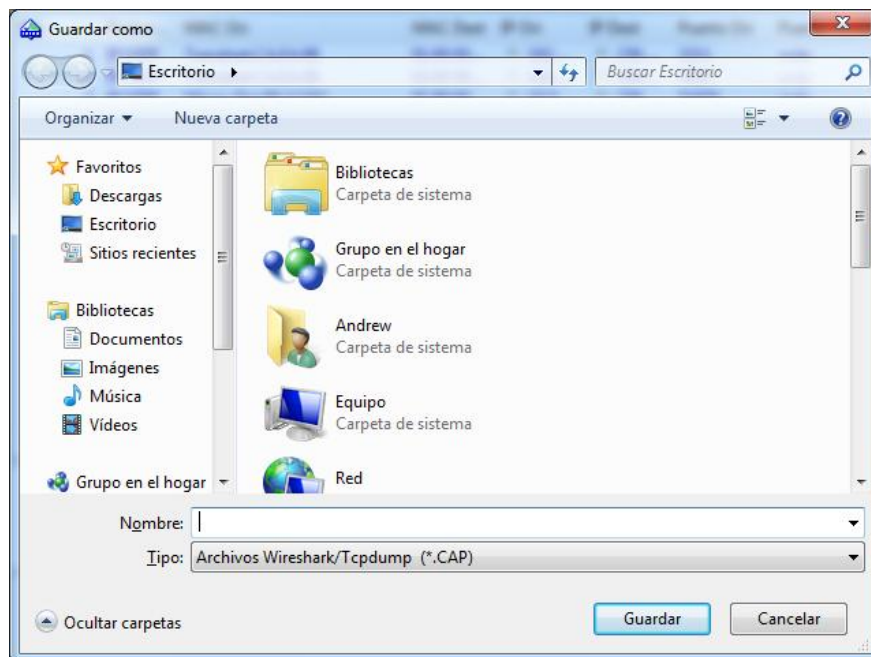 Guardar como
Escritorio
Buscar Escritorio
Organizar
Nueva carpeta
Favoritos
Descargas
Escritorio
Sitios recientes
Bibliotecas
Documentos
Imágenes
Música
Vídeos
Grupo en el hogar
Bibliotecas
Carpeta de sistema
Grupo en el hogar
Carpeta de sistema
Andrew
Carpeta de sistema
Equipo
Carpeta de sistema
Red
Nombre:
Tipo: Archivos Wireshark/Tcpdump (*.CAP)
Ocultar carpetas
Guardar
Cancelar